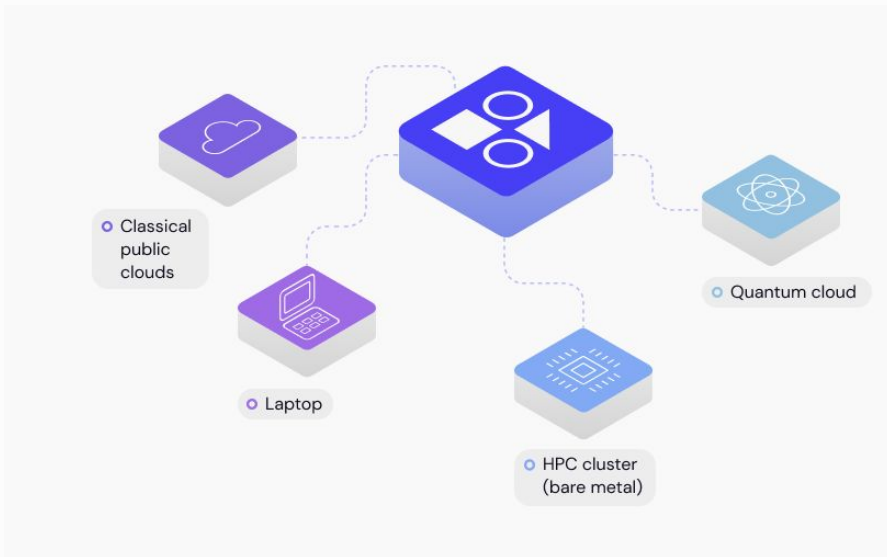 Classical
public
clouds
Quantum cloud
Laptop
HPC cluster
(bare metal)